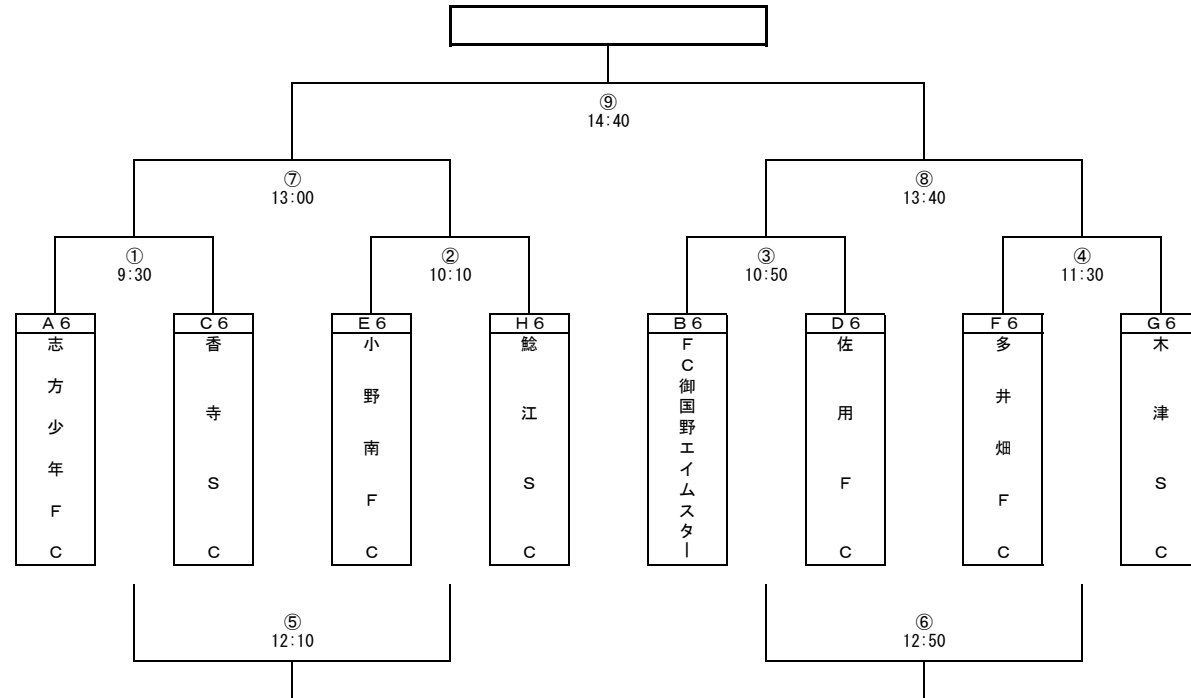 ⑨
14:40
⑦
13:00
⑧
13:40
①
9:30
②
10:10
③
10:50
④
11:30
Ａ６
Ｃ６
Ｅ６
Ｈ６
Ｂ６
Ｄ６
Ｆ６
Ｇ６
志方少年ＦＣ
香寺ＳＣ
小野南ＦＣ
鯰江ＳＣ
ＦＣ御国野エイムスター
佐用ＦＣ
多井畑ＦＣ
木津ＳＣ
⑤
12:10
⑥
12:50